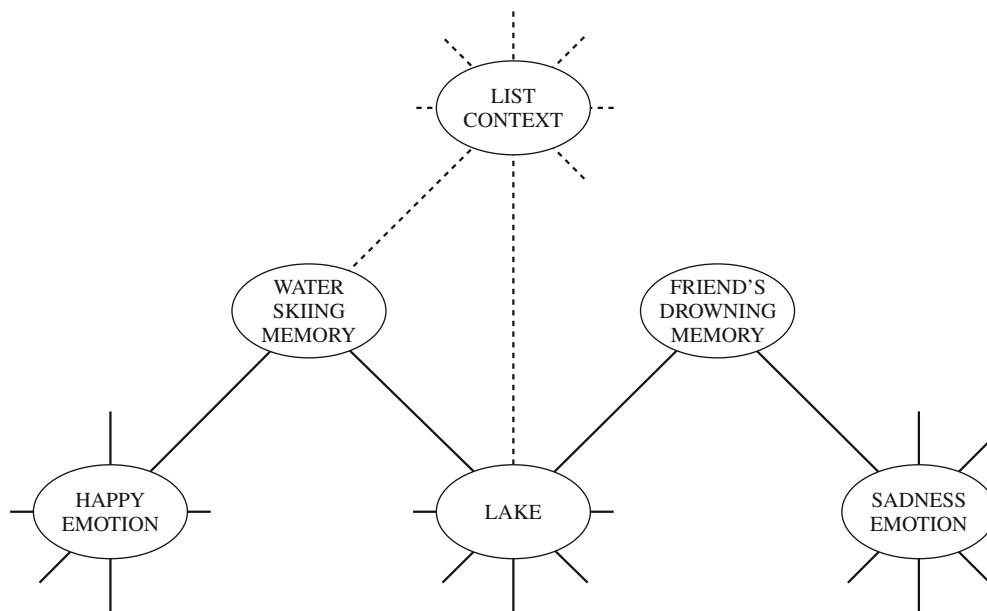 LIST
CONTEXT
WATER
SKIING
MEMORY
FRIEND'S
DROWNING
MEMORY
HAPPY
EMOTION
LAKE
SADNESS
EMOTION